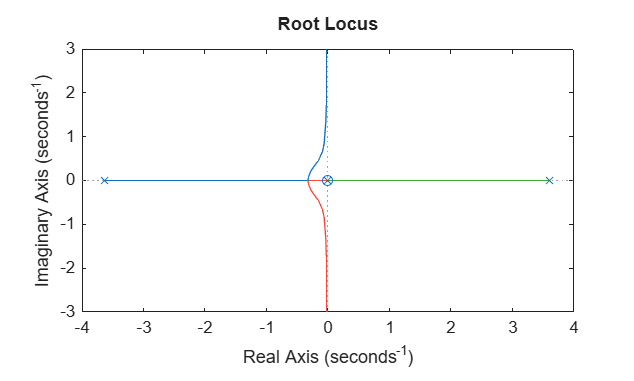 Root Locus
3
2
1
0
-1
-2
-3
Imaginary Axis (seconds⁻¹)
-4 -3 -2 -1 0 1 2 3 4
Real Axis (seconds⁻¹)